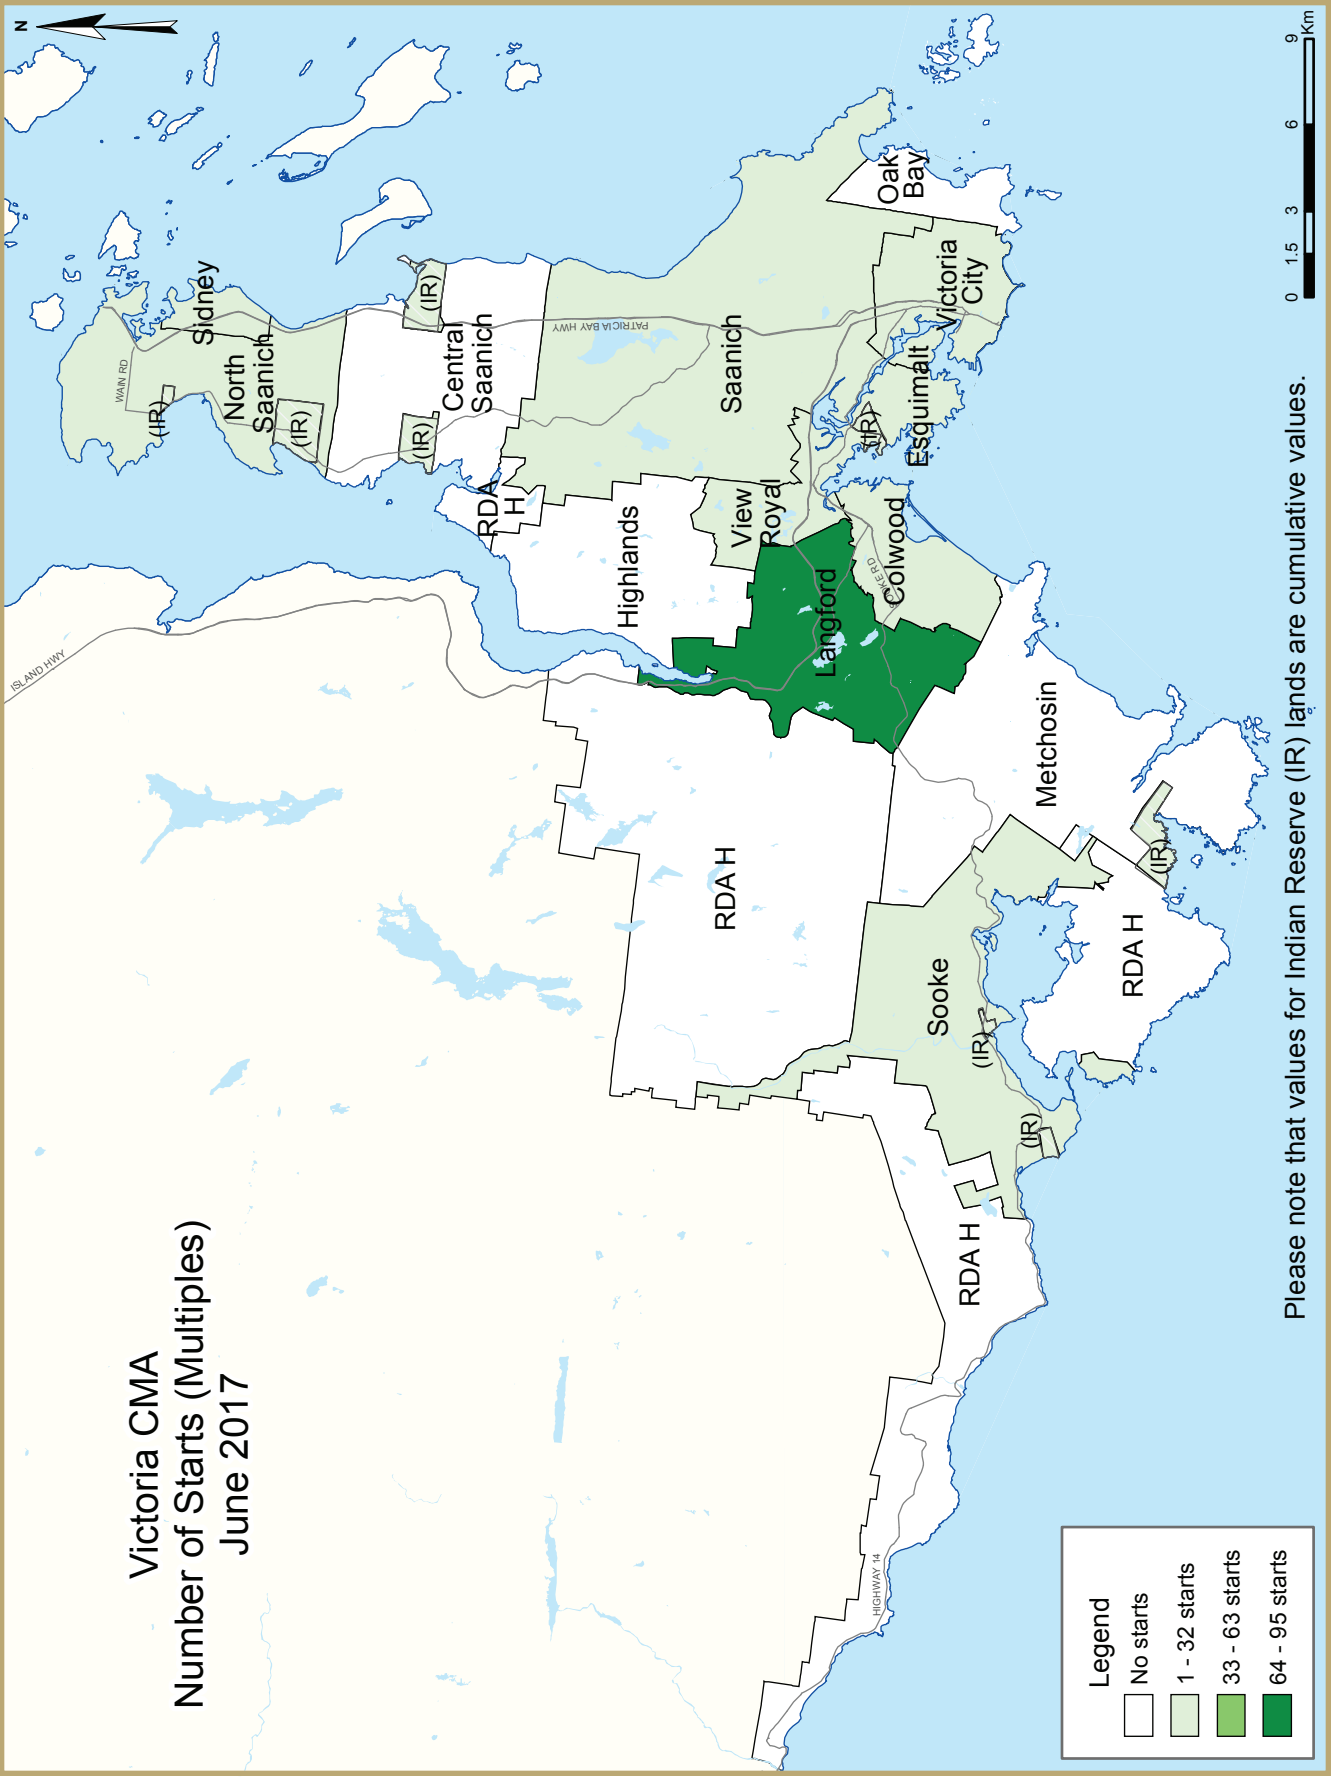 Victoria CMA
Number of Starts (Multiples)
June 2017
N
ISLAND HWY
WAIN RD
Sidney
North
Saanich
(IR)
(IR)
(IR)
(IR)
Central
Saanich
PATRICIA BAY HWY
RDA
H
Highlands
Saanich
View
Royal
Oak
Bay
Victoria
City
Esquimalt
(IR)
Langford
Colwood
SOOKE RD
Metchosin
RDA H
Sooke
(IR)
(IR)
(IR)
RDA H
RDA H
HIGHWAY 14
Legend
No starts
1 - 32 starts
33 - 63 starts
64 - 95 starts
0 1.5 3 6 9
Km
Please note that values for Indian Reserve (IR) lands are cumulative values.